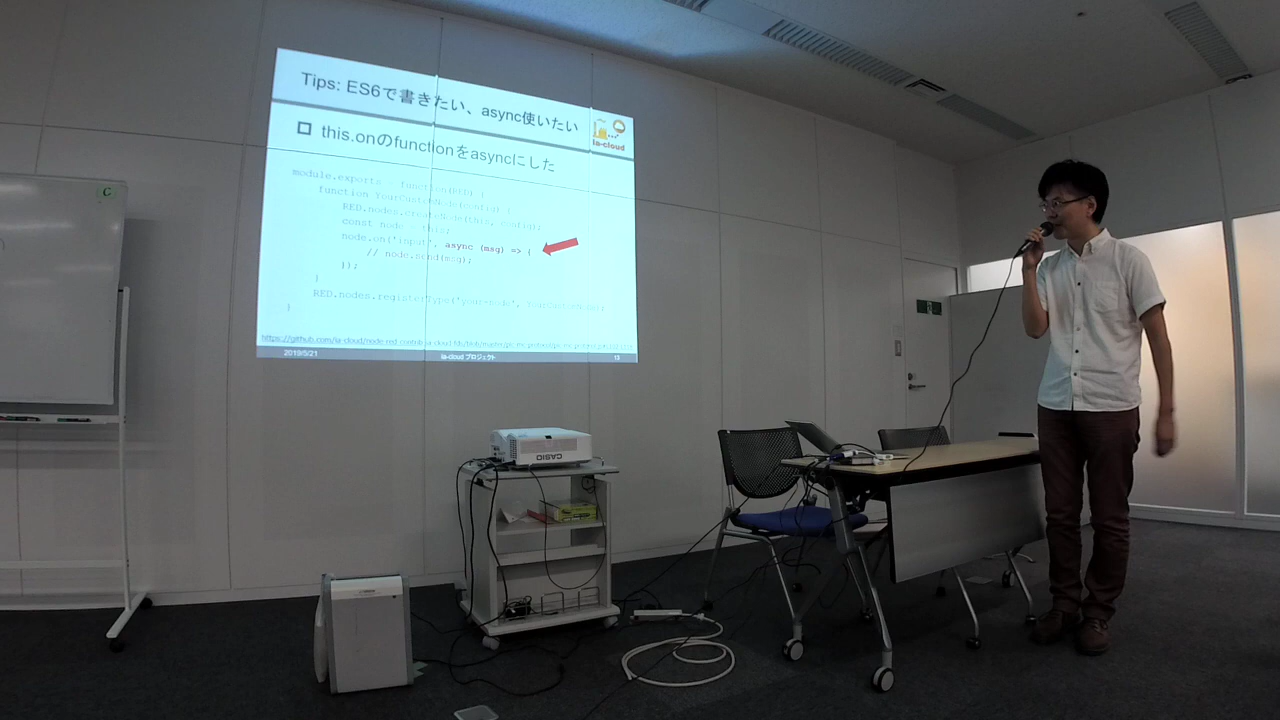 Tips: ES6で書きたい、async使いたい
ia-cloud
this.onのfunctionをasyncにした
module.exports = function(RED) {
function YourCustomNode(config) {
RED.nodes.createNode(this, config);
const node = this;
node.on('input', async (msg) => {
// node.send(msg);
});
}
RED.nodes.registerType("your-node", YourCustomNode);
}
2019/5/21
ia-cloud プロジェクト
CASIO
C